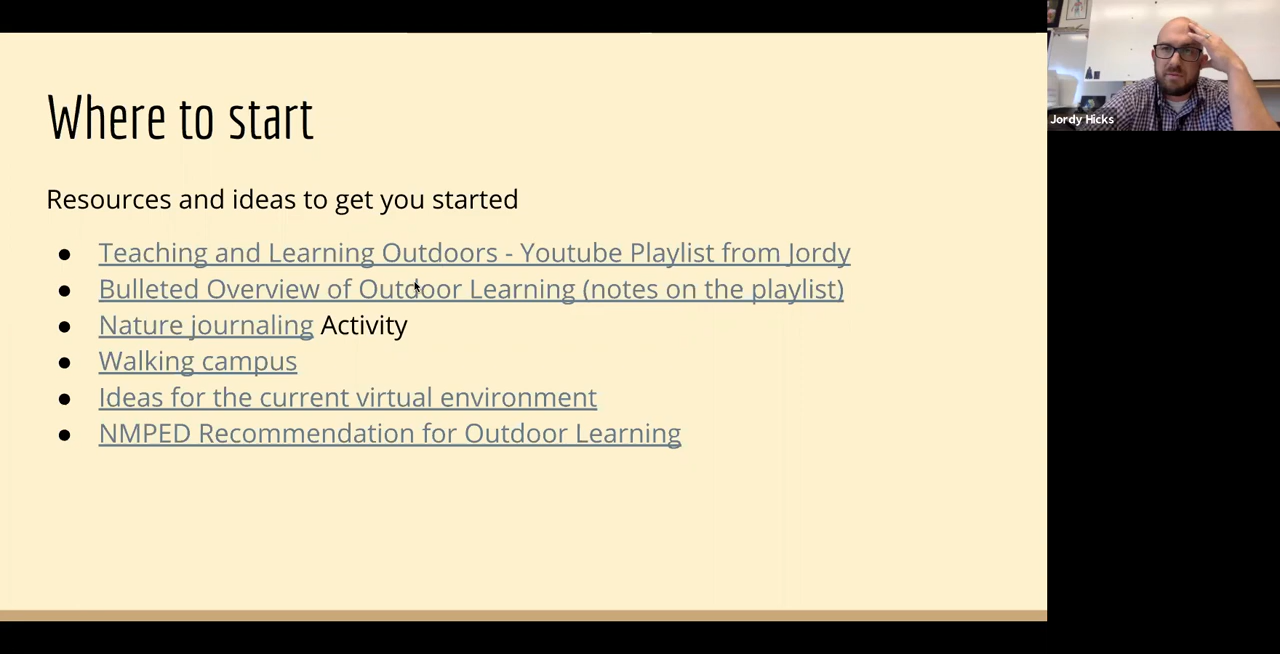 Where to start
Resources and ideas to get you started
● Teaching and Learning Outdoors - Youtube Playlist from Jordy
● Bulleted Overview of Outdoor Learning (notes on the playlist)
● Nature journaling Activity
● Walking campus
● Ideas for the current virtual environment
● NMPED Recommendation for Outdoor Learning
Jordy Hicks